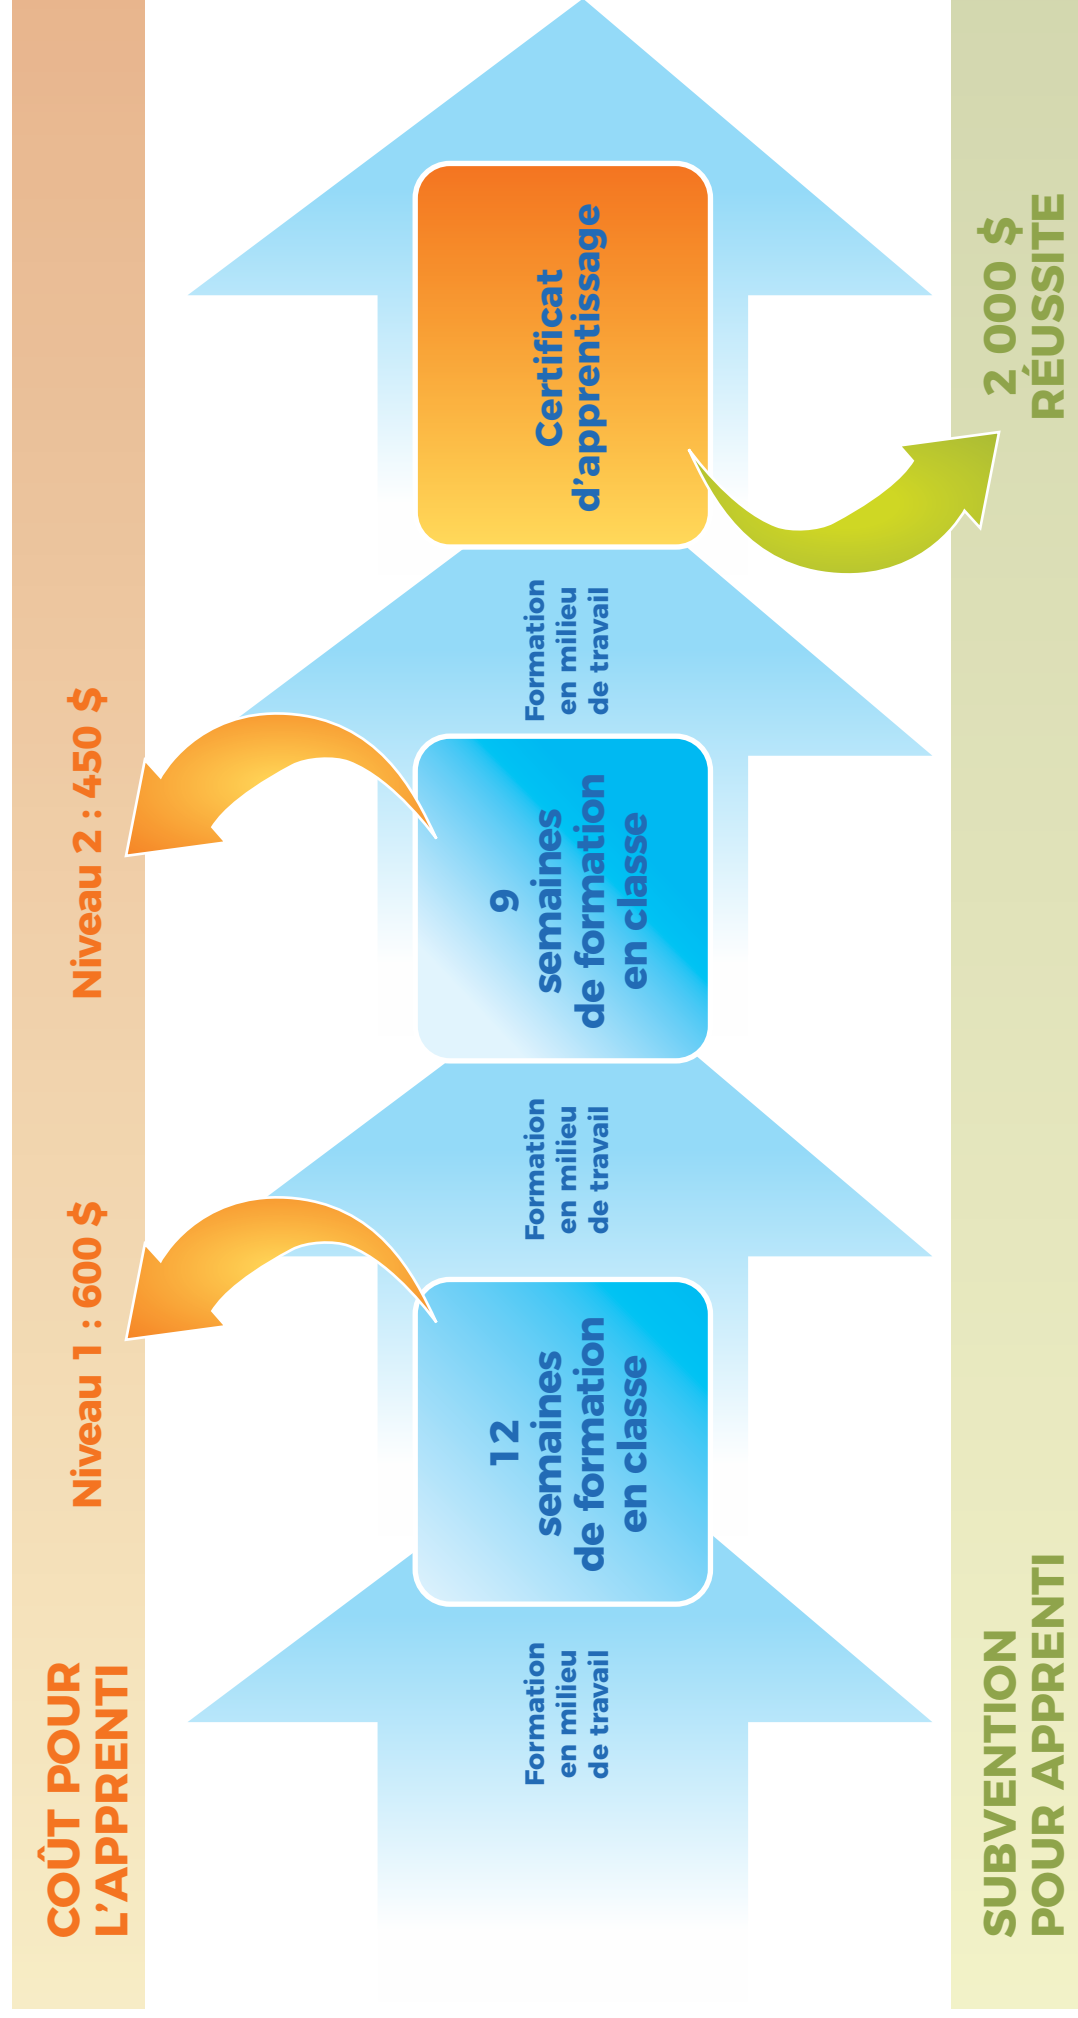 COÛT POUR
L'APPRENTI
Niveau 1 : 600 $
Niveau 2 : 450 $
Formation
en milieu
de travail
12
semaines
de formation
en classe
Formation
en milieu
de travail
9
semaines
de formation
en classe
Formation
en milieu
de travail
Certificat
d'apprentissage
SUBVENTION
POUR APPRENTI
2 000 $
RÉUSSITE